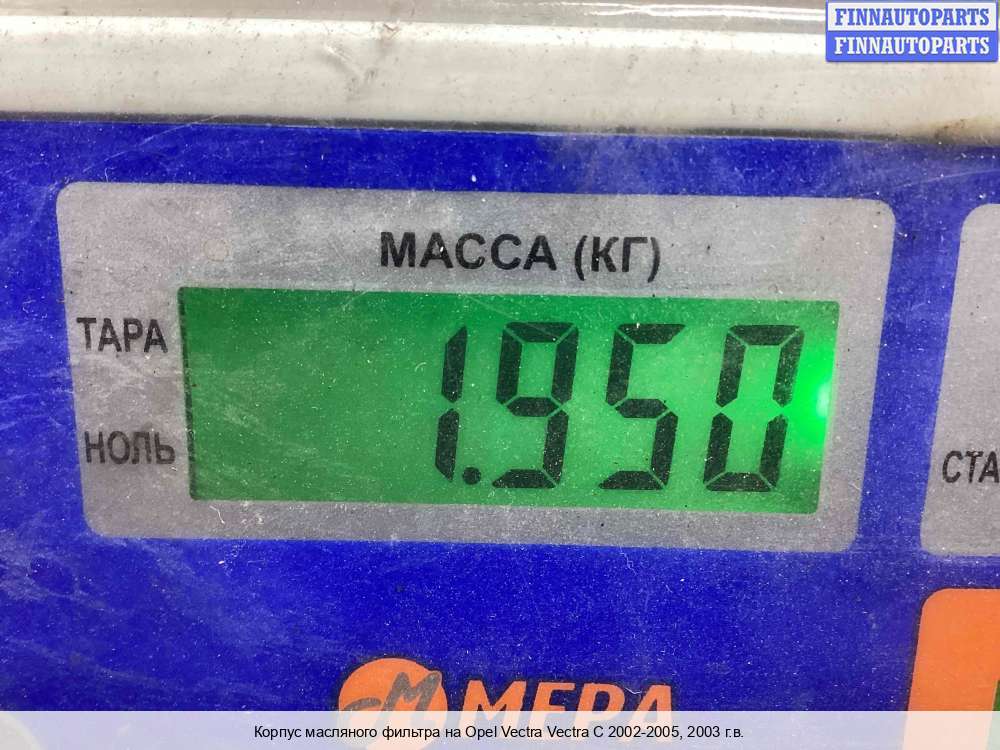 FINNAUTOPARTS
FINNAUTOPARTS
МАССА (КГ)
ТАРА
1.950
НОЛЬ
СТА
М МЕРА
Корпус масляного фильтра на Opel Vectra Vectra C 2002-2005, 2003 г.в.